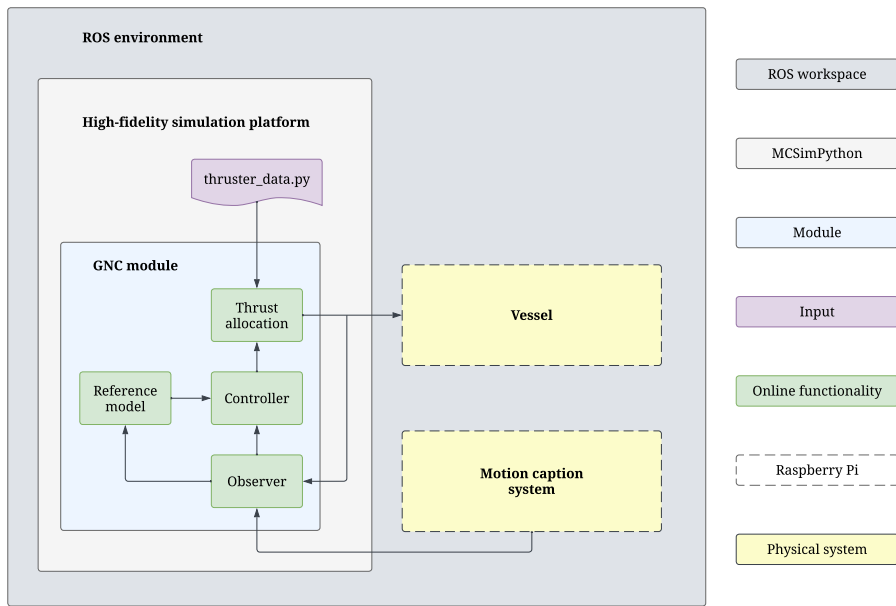 ROS environment
High-fidelity simulation platform
thruster_data.py
GNC module
Thrust
allocation
Vessel
Reference
model
Controller
Observer
Motion caption
system
ROS workspace
MCSimPython
Module
Input
Online functionality
Raspberry Pi
Physical system